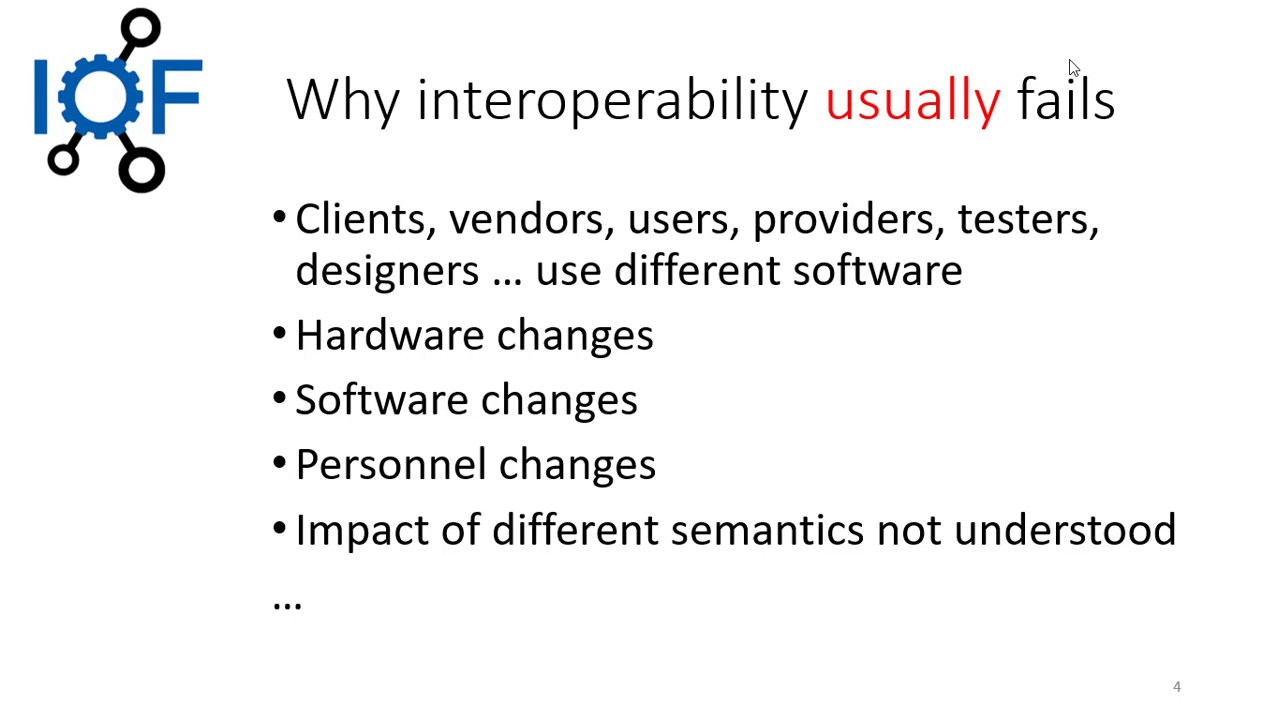 IOF
Why interoperability usually fails
• Clients, vendors, users, providers, testers,
designers … use different software
• Hardware changes
• Software changes
• Personnel changes
• Impact of different semantics not understood
…
4